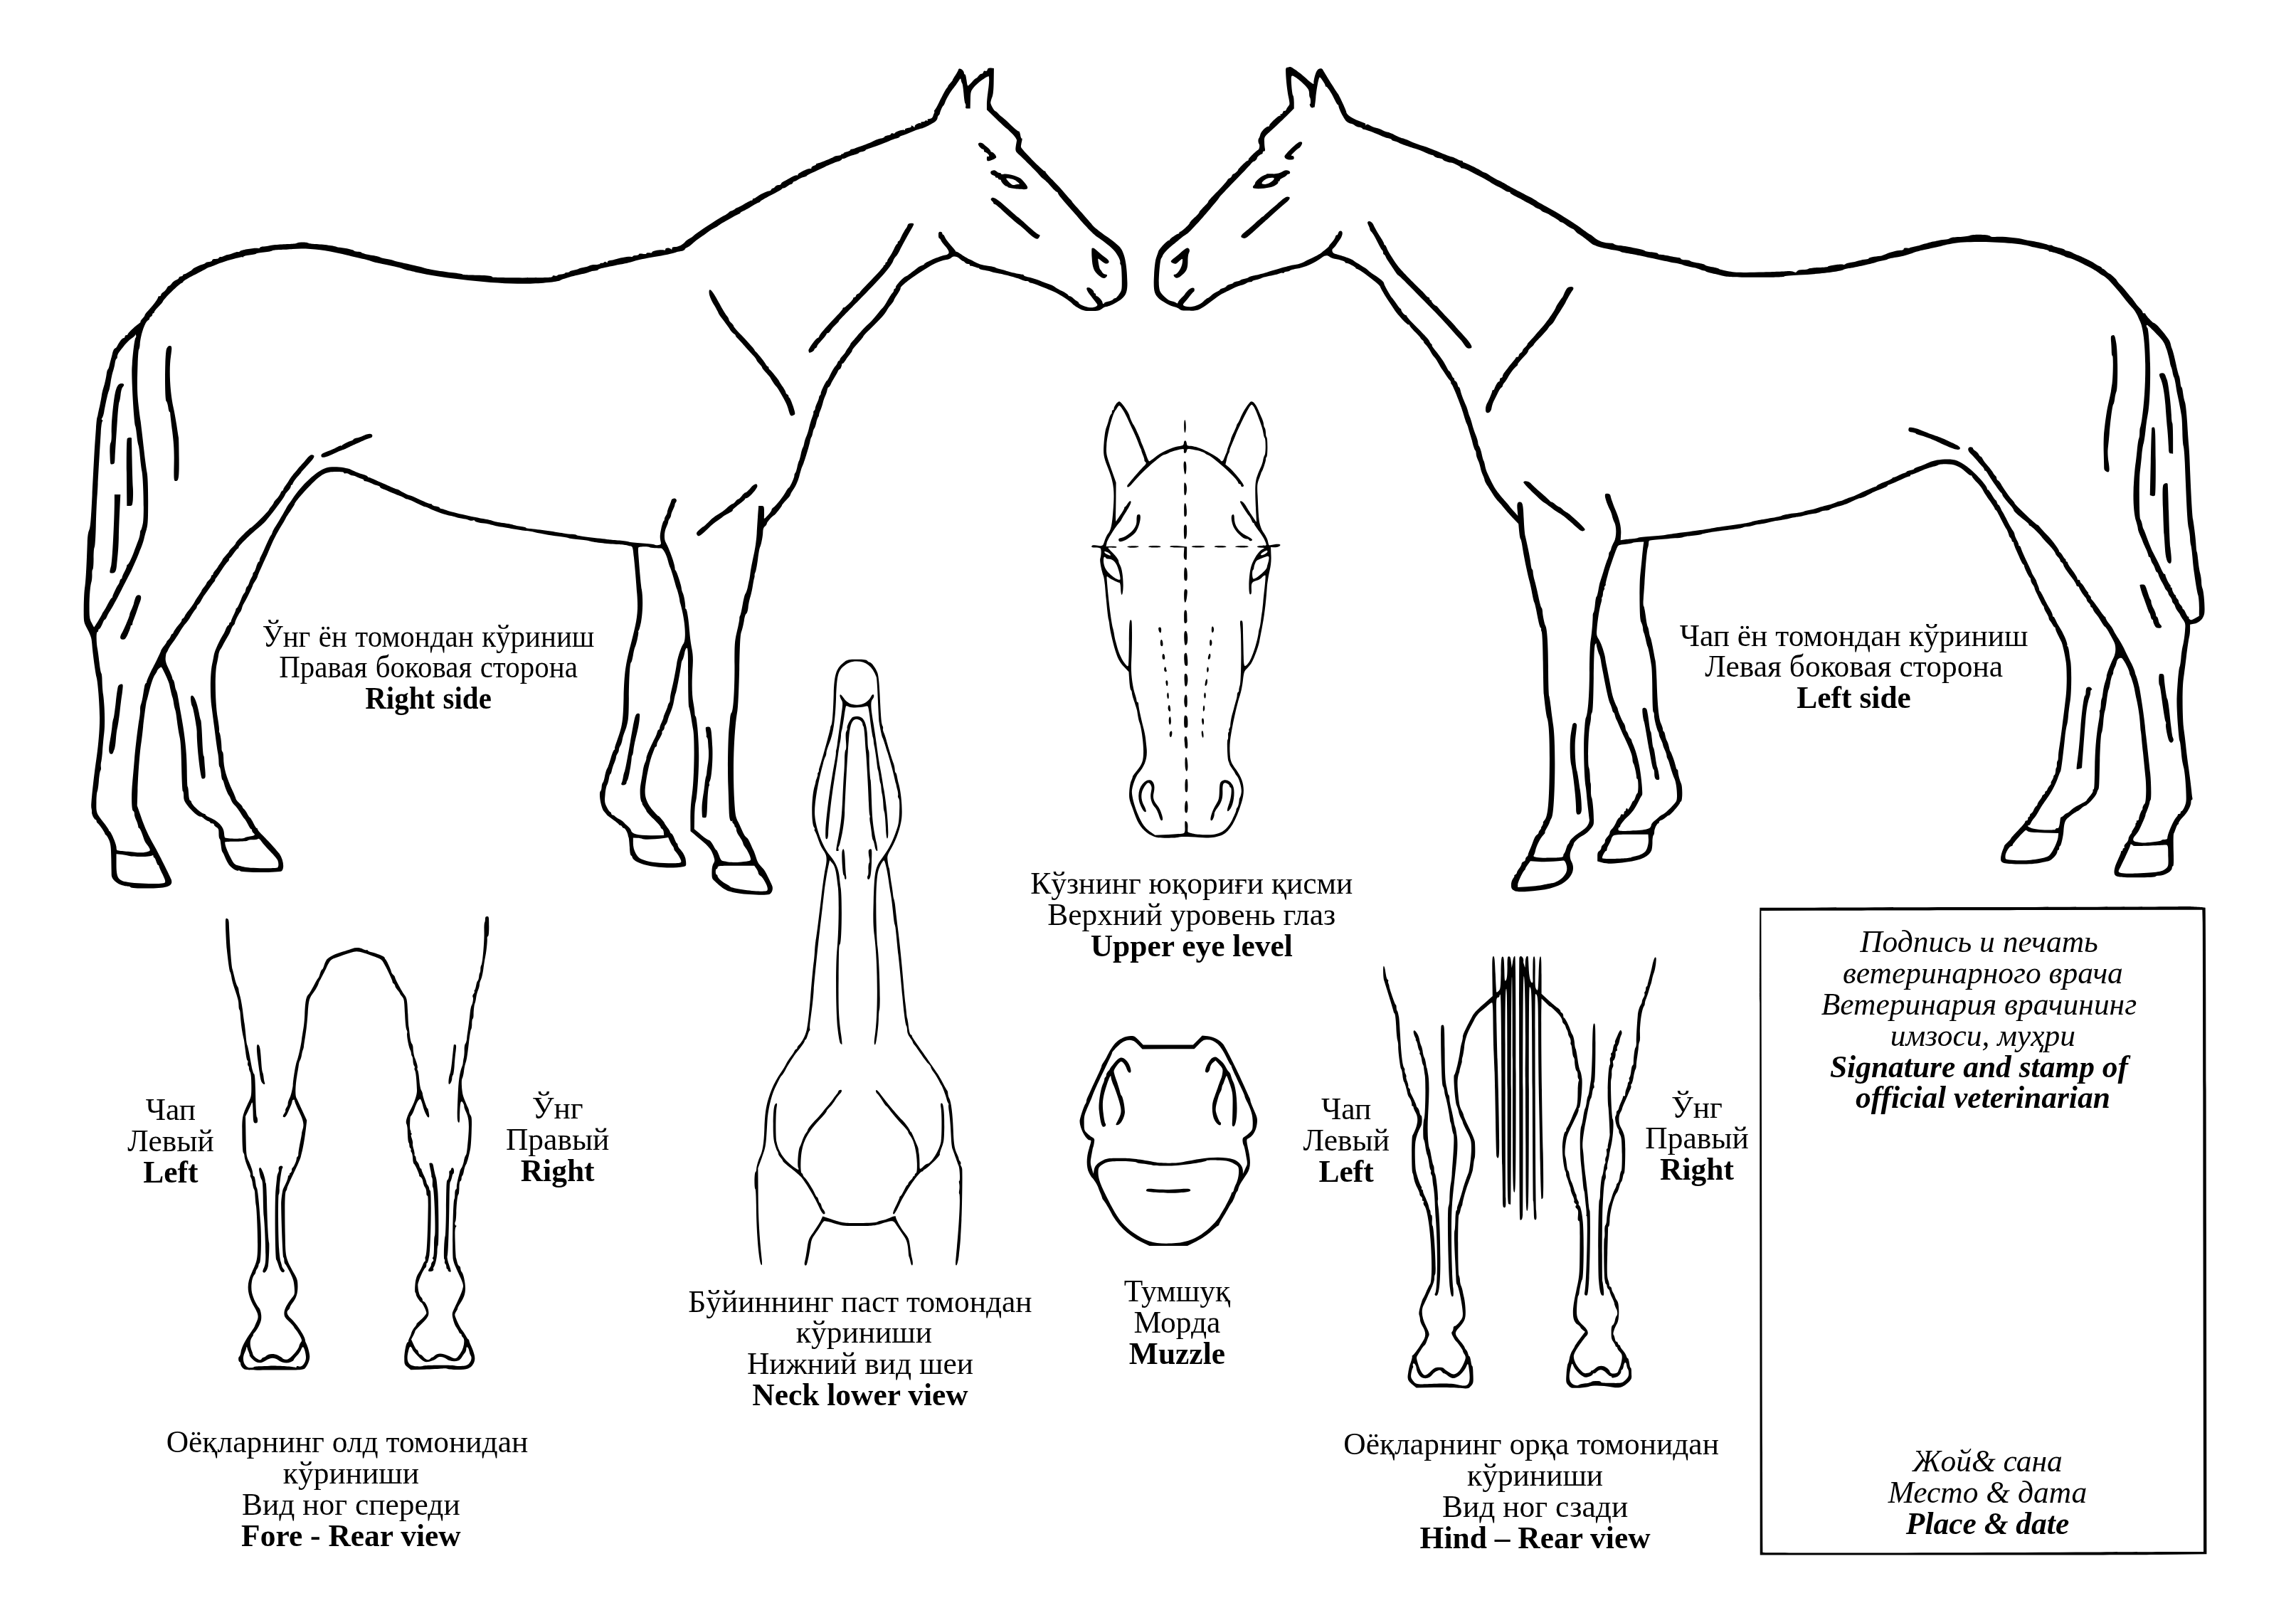 Ўнг ён томондан кўриниш
Правая боковая сторона
Right side
Чап ён томондан кўриниш
Левая боковая сторона
Left side
Кўзнинг юқориғи қисми
Верхний уровень глаз
Upper eye level
Чап
Левый
Left
Ўнг
Правый
Right
Оёқларнинг олд томонидан
кўриниши
Вид ног спереди
Fore - Rear view
Бўйиннинг паст томондан
кўриниши
Нижний вид шеи
Neck lower view
Тумшуқ
Морда
Muzzle
Чап
Левый
Left
Ўнг
Правый
Right
Оёқларнинг орқа томонидан
кўриниши
Вид ног сзади
Hind – Rear view
Подпись и печать
ветеринарного врача
Ветеринария врачининг
имзоси, муҳри
Signature and stamp of
official veterinarian
Жой& сана
Место & дата
Place & date